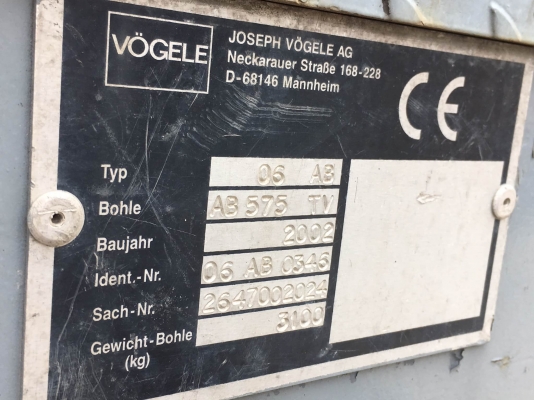 VÖGELE
JOSEPH VÖGELE AG
Neckarauer Straße 168-228
D-68146 Mannheim
CE
Typ 06 AB
Bohle AB 575 TV
Baujahr 2002
Ident.-Nr. 06 AB 0346
Sach-Nr. 2647002024
Gewicht-Bohle 3100
(kg)